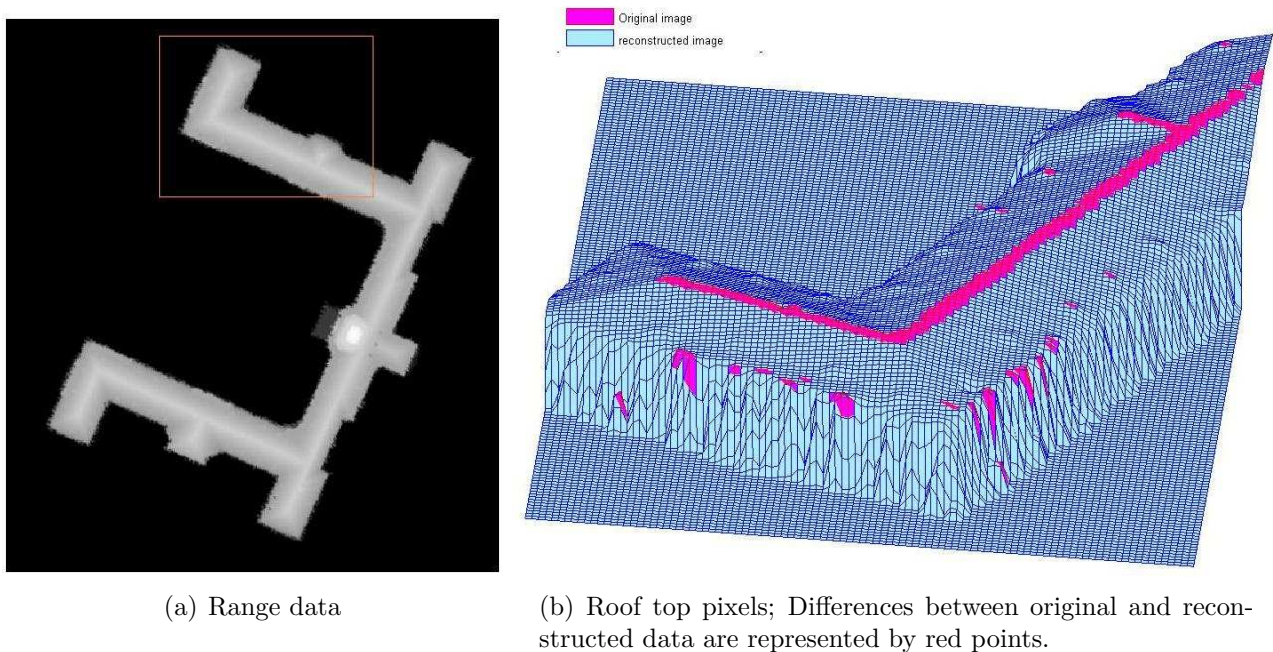 Original image
reconstructed image
(a) Range data
(b) Roof top pixels; Differences between original and recon-
structed data are represented by red points.